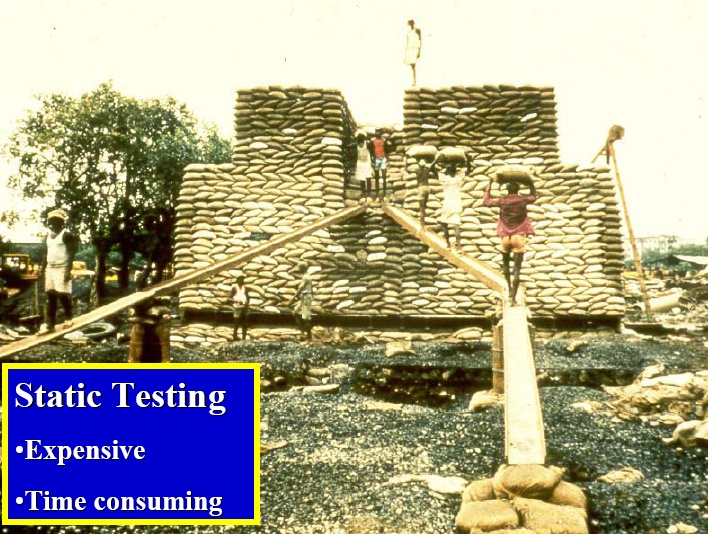 Static Testing
•Expensive
•Time consuming